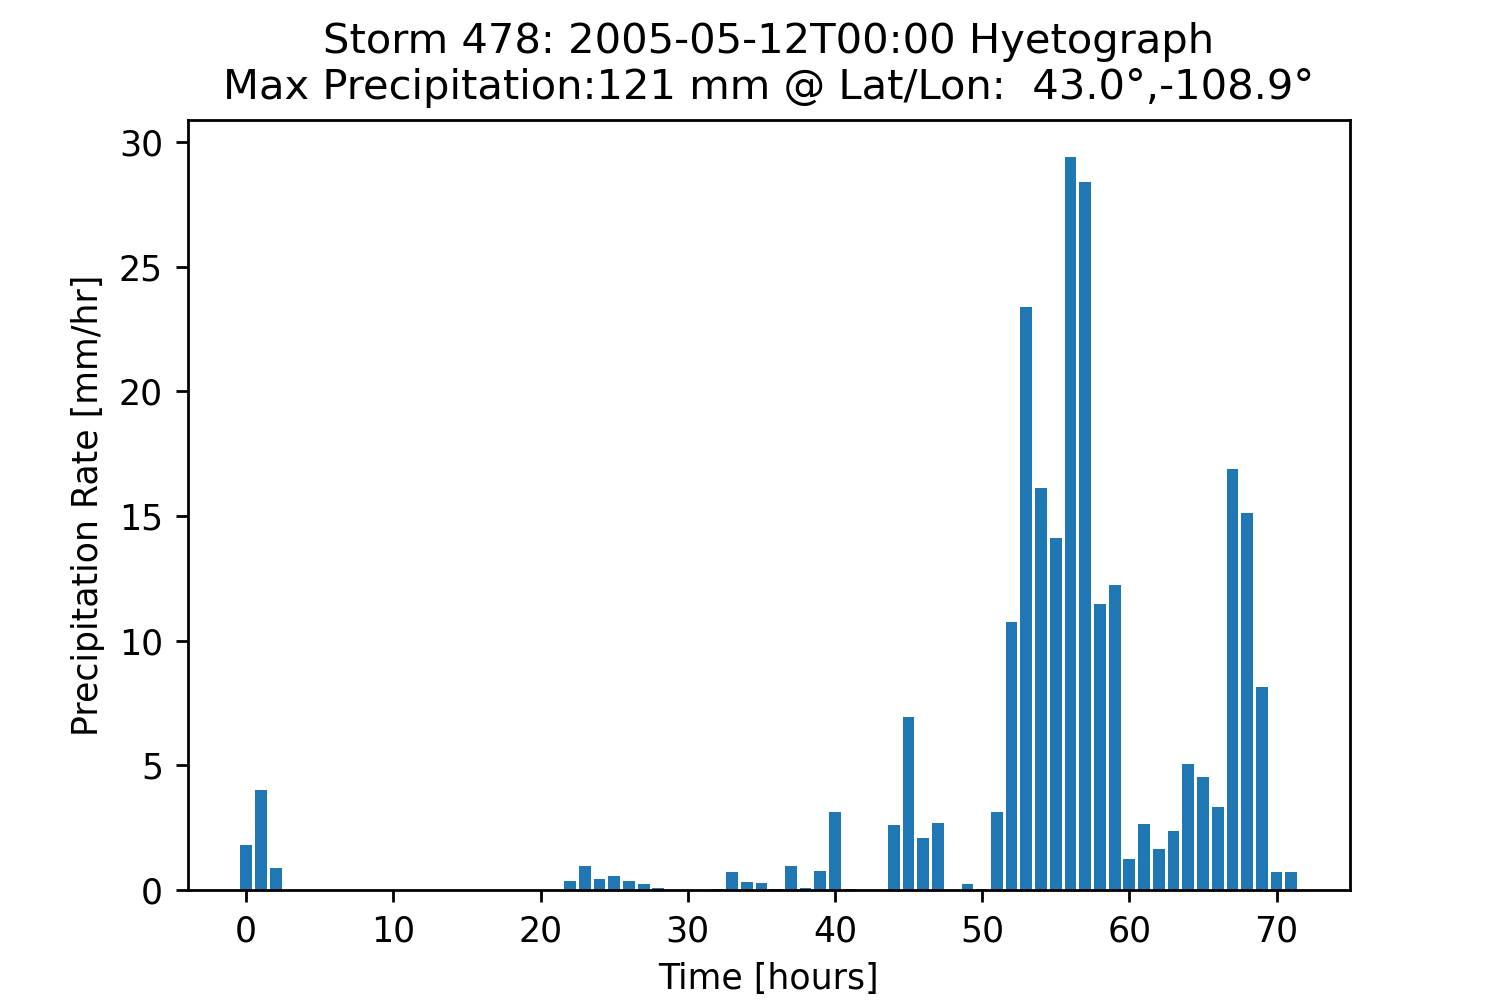 Storm 478: 2005-05-12T00:00 Hyetograph
Max Precipitation:121 mm @ Lat/Lon:  43.0°,-108.9°
30
25
20
15
10
5
0
Precipitation Rate [mm/hr]
0 10 20 30 40 50 60 70
Time [hours]